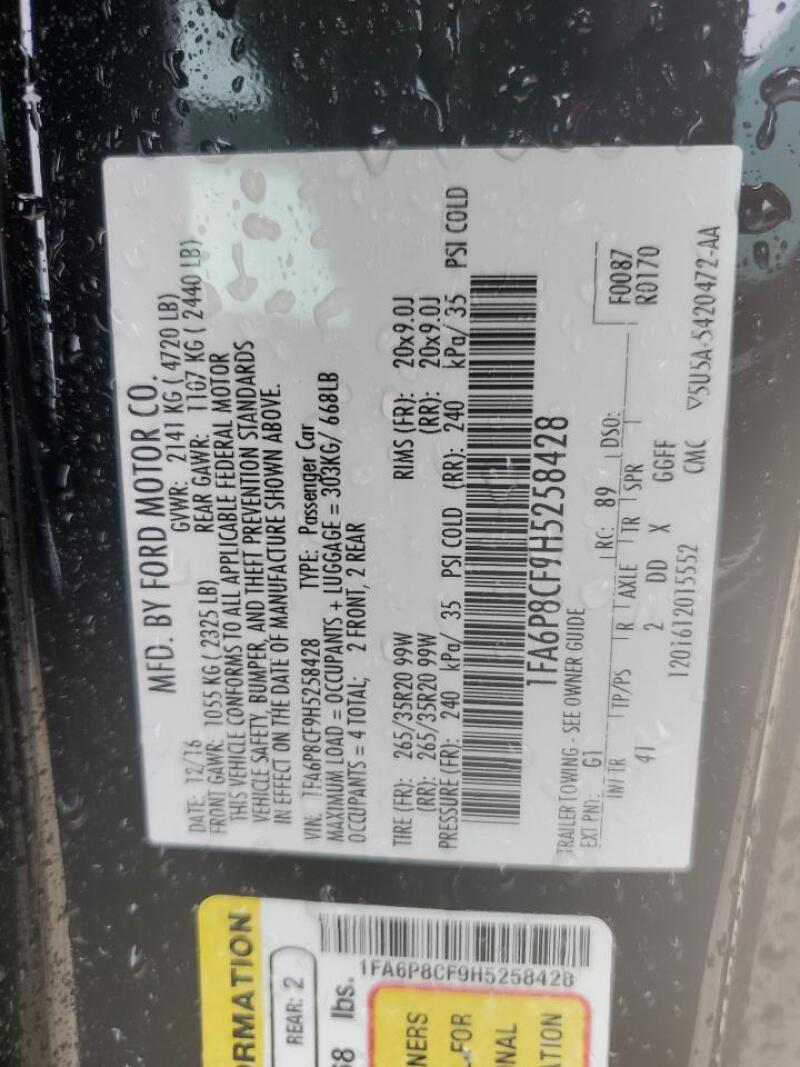 MFD. BY FORD MOTOR CO.
DATE: 12/16 GVWR: 2141 KG ( 4720 LB)
FRONT GAWR: 1055 KG ( 2325 LB) REAR GAWR: 1107 KG ( 2440 LB)
THIS VEHICLE CONFORMS TO ALL APPLICABLE FEDERAL MOTOR
VEHICLE SAFETY, BUMPER, AND THEFT PREVENTION STANDARDS
IN EFFECT ON THE DATE OF MANUFACTURE SHOWN ABOVE.
VIN: 1FA6P8CF9H5258428 TYPE: Passenger Car
MAXIMUM LOAD = OCCUPANTS + LUGGAGE = 303KG/ 668LB
OCCUPANTS = 4 TOTAL; 2 FRONT, 2 REAR
TIRE (FR): 265/35R20 99W RIMS (FR): 20x9.0J
(RR): 265/35R20 99W (RR): 20x9.0J
PRESSURE (FR): 240 kPa/ 35 PSI COLD (RR): 240 kPa/ 35 PSI COLD
1FA6P8CF9H5258428
TRAILER TOWING - SEE OWNER GUIDE
EXT PNT: G1 RC: 89 DSO: F0087
R0170
INT TR TP/PS R AXLE TR SPR
41 2 DD X GGFF
1201612015552 CMC ▽5U5A-5420472-AA
ORMATION
REAR: 2
68 lbs.
1FA6P8CF9H5258428
NERS
FOR
NAL
ATION